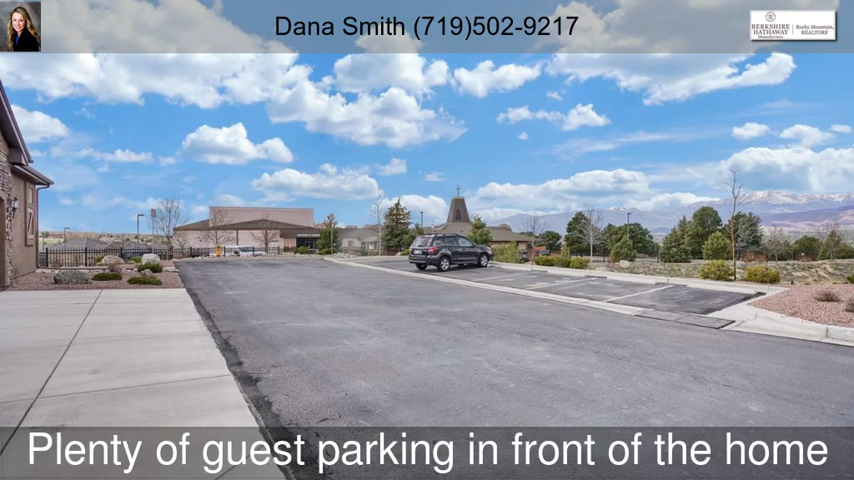 Dana Smith (719)502-9217
BERKSHIRE
HATHAWAY
HomeServices
Rocky Mountain,
REALTORS®
Plenty of guest parking in front of the home